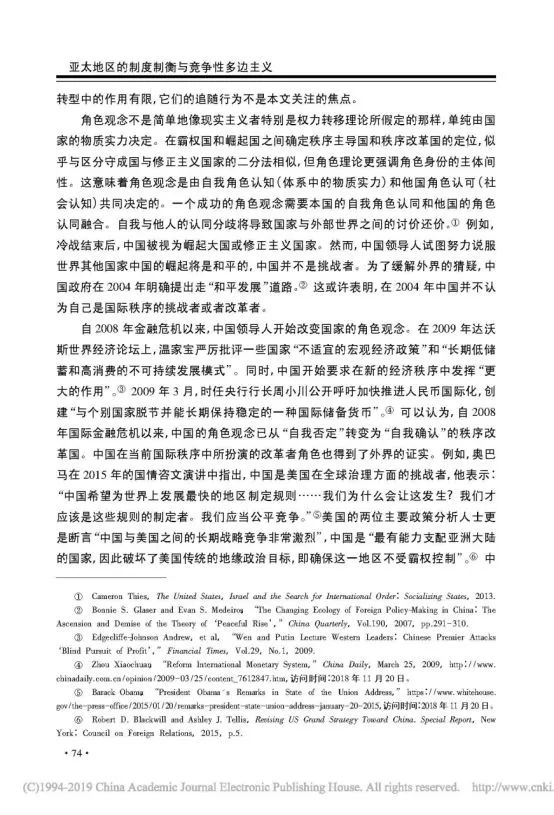 亚太地区的制度制衡与竞争性多边主义
转型中的作用有限,它们的追随行为不是本文关注的焦点。
角色观念不是简单地像现实主义者特别是权力转移理论所假定的那样,单纯由国
家的物质实力决定。在霸权国和崛起国之间确定秩序主导国和秩序改革国的定位,似
乎与区分守成国与修正主义国家的二分法相似,但角色理论更强调角色身份的主体间
性。这意味着角色观念是由自我角色认知(体系中的物质实力)和他国角色认可(社
会认知)共同决定的。一个成功的角色观念需要本国的自我角色认同和他国的角色
认同融合。自我与他人的认同分歧将导致国家与外部世界之间的讨价还价。① 例如,
冷战结束后,中国被视为崛起大国或修正主义国家。然而,中国领导人试图努力说服
世界其他国家中国的崛起将是和平的,中国并不是挑战者。为了缓解外界的猜疑,中
国政府在 2004 年明确提出走“和平发展”道路。② 这或许表明,在 2004 年中国并不认
为自己是国际秩序的挑战者或者改革者。
自 2008 年金融危机以来,中国领导人开始改变国家的角色观念。在 2009 年达沃
斯世界经济论坛上,温家宝严厉批评一些国家“不适宜的宏观经济政策”和“长期低储
蓄和高消费的不可持续发展模式”。同时,中国开始要求在新的经济秩序中发挥“更
大的作用”。③ 2009 年 3 月,时任央行行长周小川公开呼吁加快推进人民币国际化,创
建“与个别国家脱节并能长期保持稳定的一种国际储备货币”。④ 可以认为,自 2008
年国际金融危机以来,中国的角色观念已从“自我否定”转变为“自我确认”的秩序改
革国。中国在当前国际秩序中所扮演的改革者角色也得到了外界的证实。例如,奥巴
马在 2015 年的国情咨文演讲中指出,中国是美国在全球治理方面的挑战者,他表示:
“中国希望为世界上发展最快的地区制定规则……我们为什么会让这发生? 我们才
应该是这些规则的制定者。我们应当公平竞争。”⑤美国的两位主要政策分析人士更
是断言“中国与美国之间的长期战略竞争非常激烈”,中国是“最有能力支配亚洲大陆
的国家,因此破坏了美国传统的地缘政治目标,即确保这一地区不受霸权控制”。⑥ 中
① Cameron Thies, The United States, Israel and the Search for International Order: Socializing States, 2013.
② Bonnie S. Glaser and Evan S. Medeiros, “The Changing Ecology of Foreign Policy-Making in China: The
Ascension and Demise of the Theory of ‘Peaceful Rise’,” China Quarterly, Vol.190, 2007, pp.291-310.
③ Edgecliffe-Johnson Andrew, et al, “Wen and Putin Lecture Western Leaders: Chinese Premier Attacks
‘Blind Pursuit of Profit’,” Financial Times, Vol.29, No.1, 2009.
④ Zhou Xiaochuan, “Reform International Monetary System,” China Daily, March 25, 2009, http://www.
chinadaily.com.cn/opinion/2009-03/25/content_7612847.htm,访问时间:2018 年 11 月 20 日。
⑤ Barack Obama, “President Obama's Remarks in State of the Union Address,” https://www.whitehouse.
gov/the-press-office/2015/01/20/remarks-president-state-union-address-january-20-2015,访问时间:2018 年 11 月 20 日。
⑥ Robert D. Blackwill and Ashley J. Tellis, Revising US Grand Strategy Toward China. Special Report, New
York: Council on Foreign Relations, 2015, p.5.
·74·
(C)1994-2019 China Academic Journal Electronic Publishing House. All rights reserved. http://www.cnki.